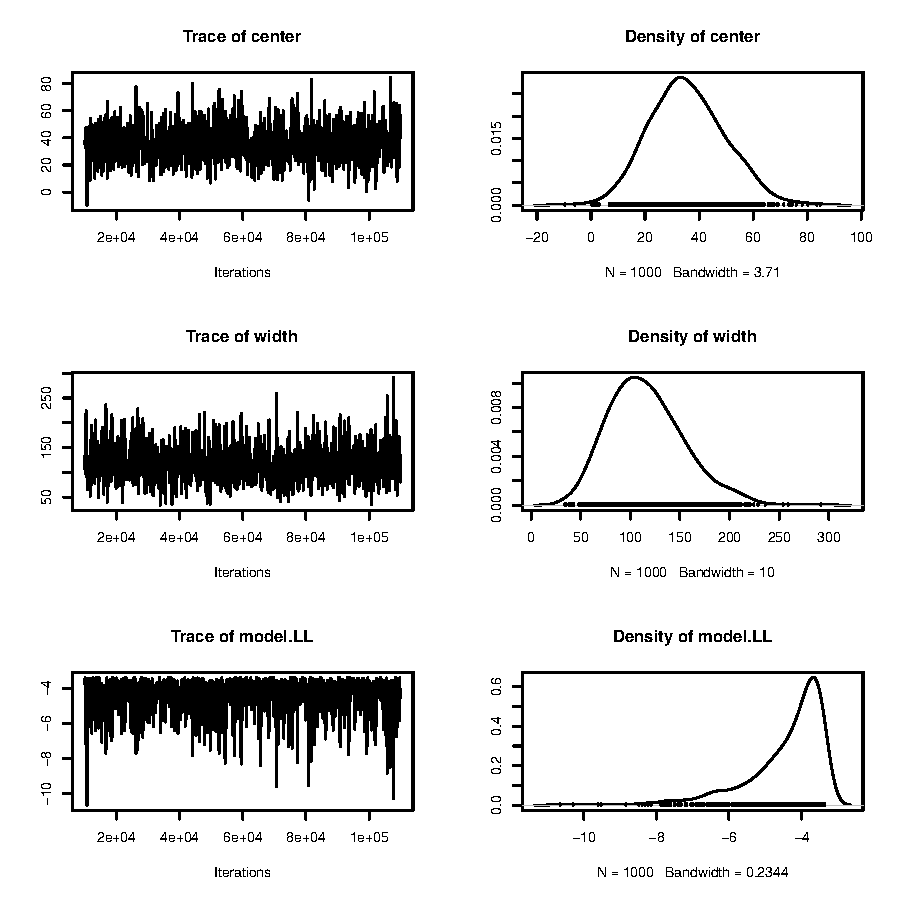 Trace of center
Density of center
80
60
40
20
0
2e+04 4e+04 6e+04 8e+04 1e+05
Iterations
0.015
0.000
−20 0 20 40 60 80 100
N = 1000 Bandwidth = 3.71
Trace of width
Density of width
250
150
50
2e+04 4e+04 6e+04 8e+04 1e+05
Iterations
0.008
0.004
0.000
0 50 100 150 200 250 300
N = 1000 Bandwidth = 10
Trace of model.LL
Density of model.LL
−4
−6
−8
−10
2e+04 4e+04 6e+04 8e+04 1e+05
Iterations
0.6
0.4
0.2
0.0
−10 −8 −6 −4
N = 1000 Bandwidth = 0.2344